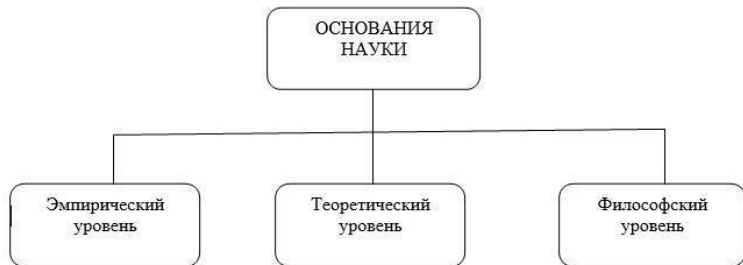 ОСНОВАНИЯ
НАУКИ
Эмпирический
уровень
Теоретический
уровень
Философский
уровень